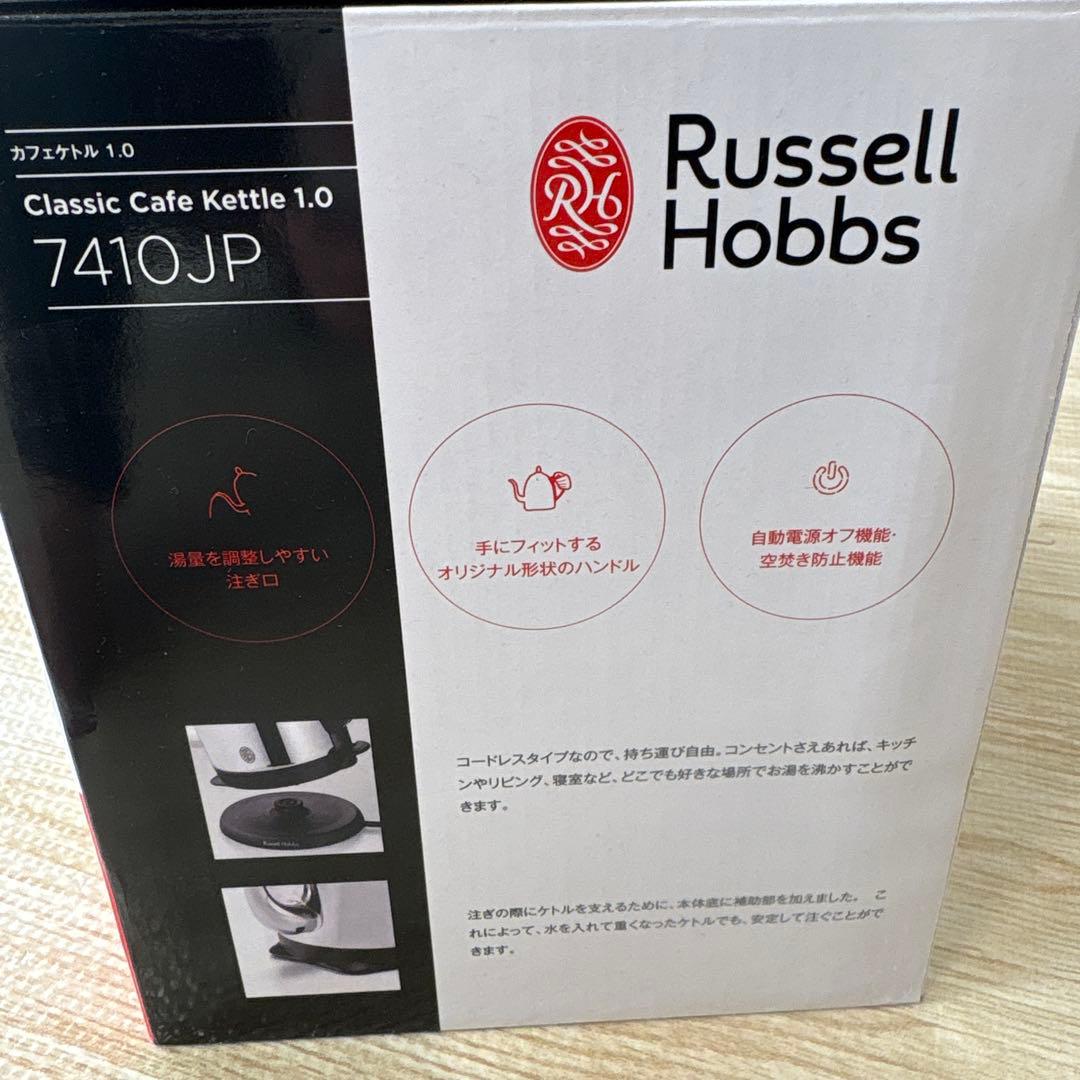 カフェケトル 1.0
Classic Cafe Kettle 1.0
7410JP
RH
Russell
Hobbs
湯量を調整しやすい
注ぎ口
手にフィットする
オリジナル形状のハンドル
自動電源オフ機能・
空焚き防止機能
Russell Hobbs
コードレスタイプなので、持ち運び自由。コンセントさえあれば、キッチ
ンやリビング、寝室など、どこでも好きな場所でお湯を沸かすことがで
きます。
注ぎの際にケトルを支えるために、本体底に補助部を加えました。 こ
れによって、水を入れて重くなったケトルでも、安定して注ぐことがで
きます。